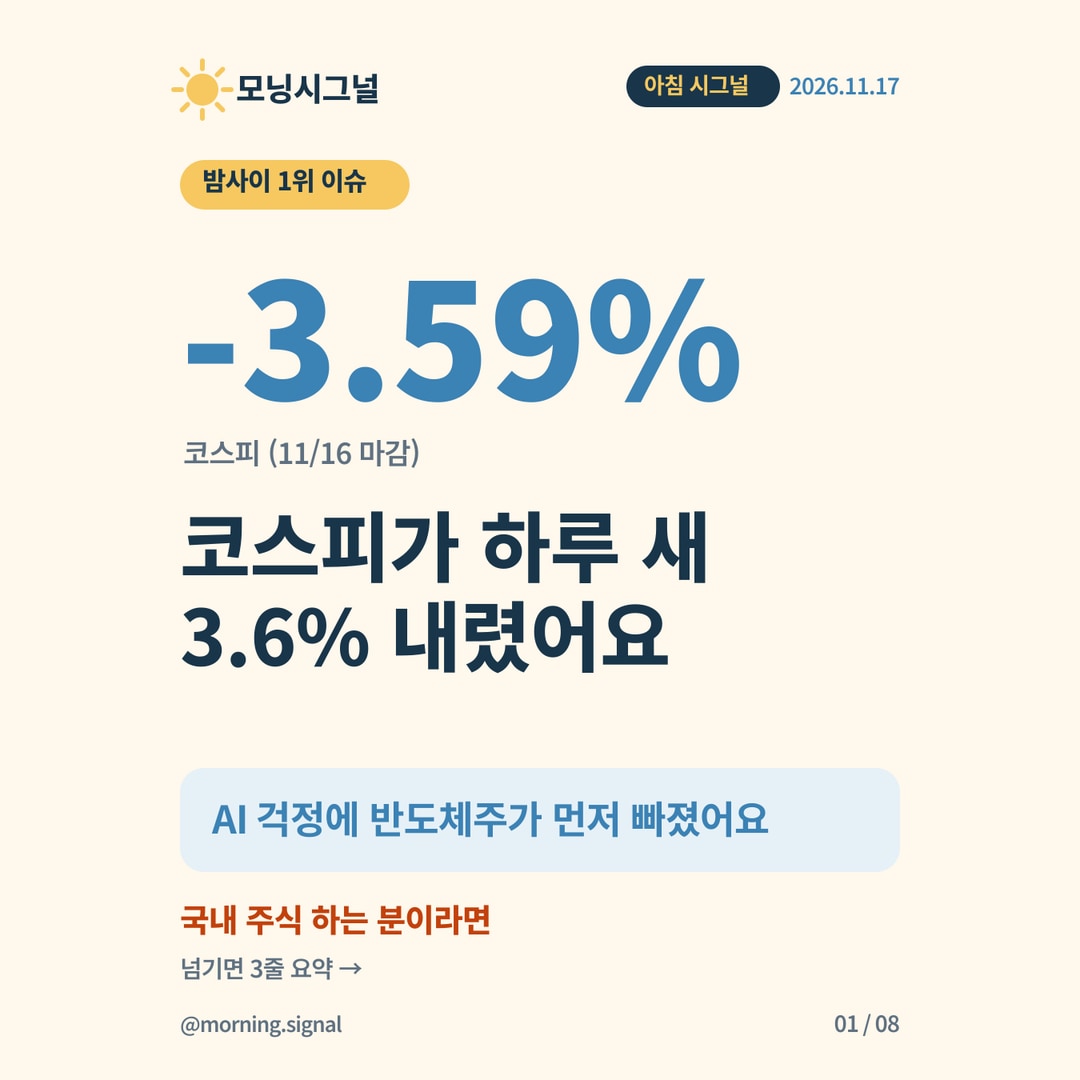 모닝시그널
아침 시그널 2026.11.17
밤사이 1위 이슈
-3.59%
코스피 (11/16 마감)
코스피가 하루 새
3.6% 내렸어요
AI 걱정에 반도체주가 먼저 빠졌어요
국내 주식 하는 분이라면
넘기면 3줄 요약 →
@morning.signal
01 / 08